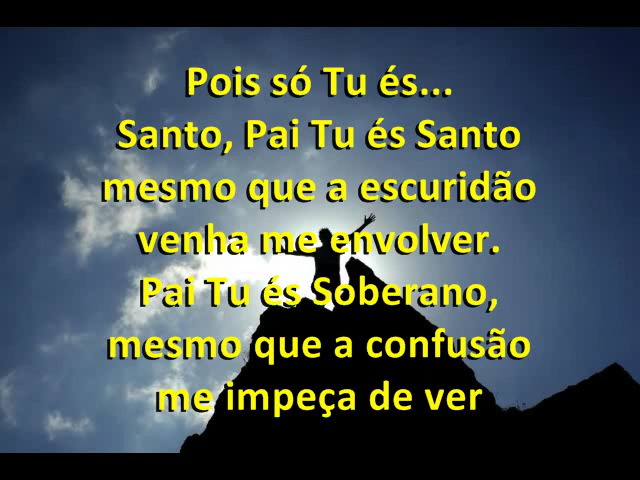 Pois só Tu és...
Santo, Pai Tu és Santo
mesmo que a escuridão
venha me envolver.
Pai Tu és Soberano,
mesmo que a confusão
me impeça de ver